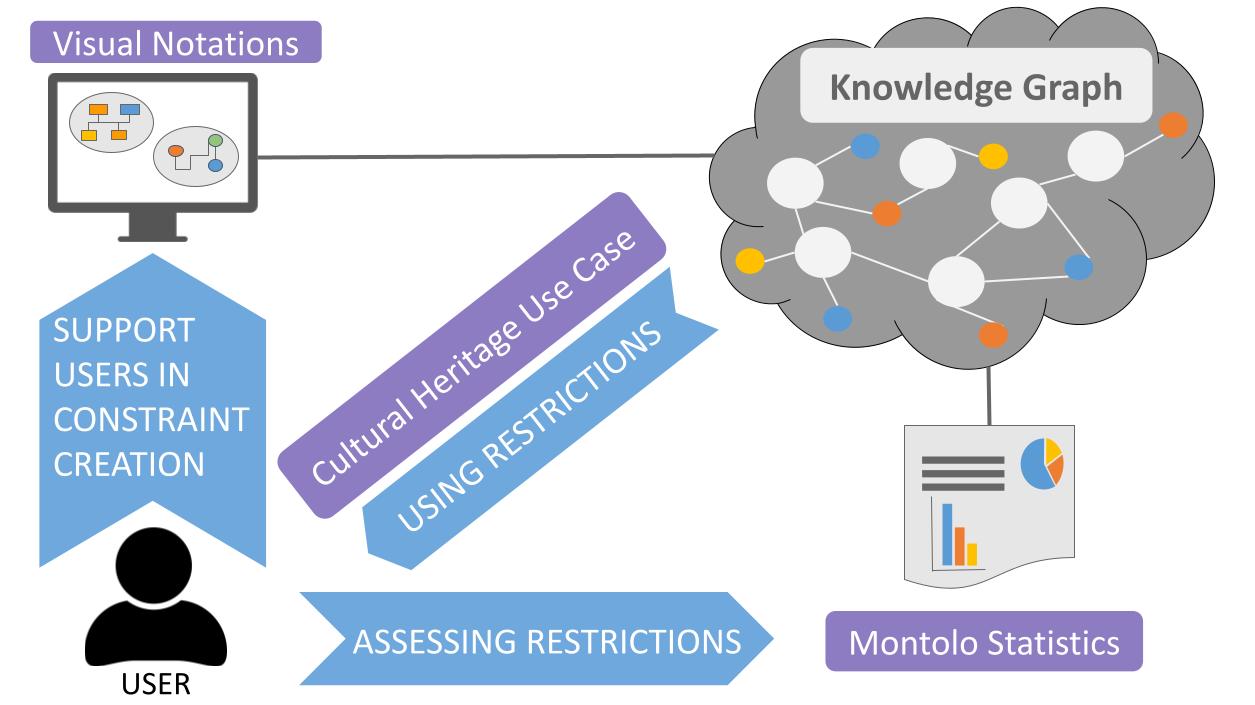 Visual Notations
Knowledge Graph
Cultural Heritage Use Case
USING RESTRICTIONS
SUPPORT
USERS IN
CONSTRAINT
CREATION
ASSESSING RESTRICTIONS
Montolo Statistics
USER